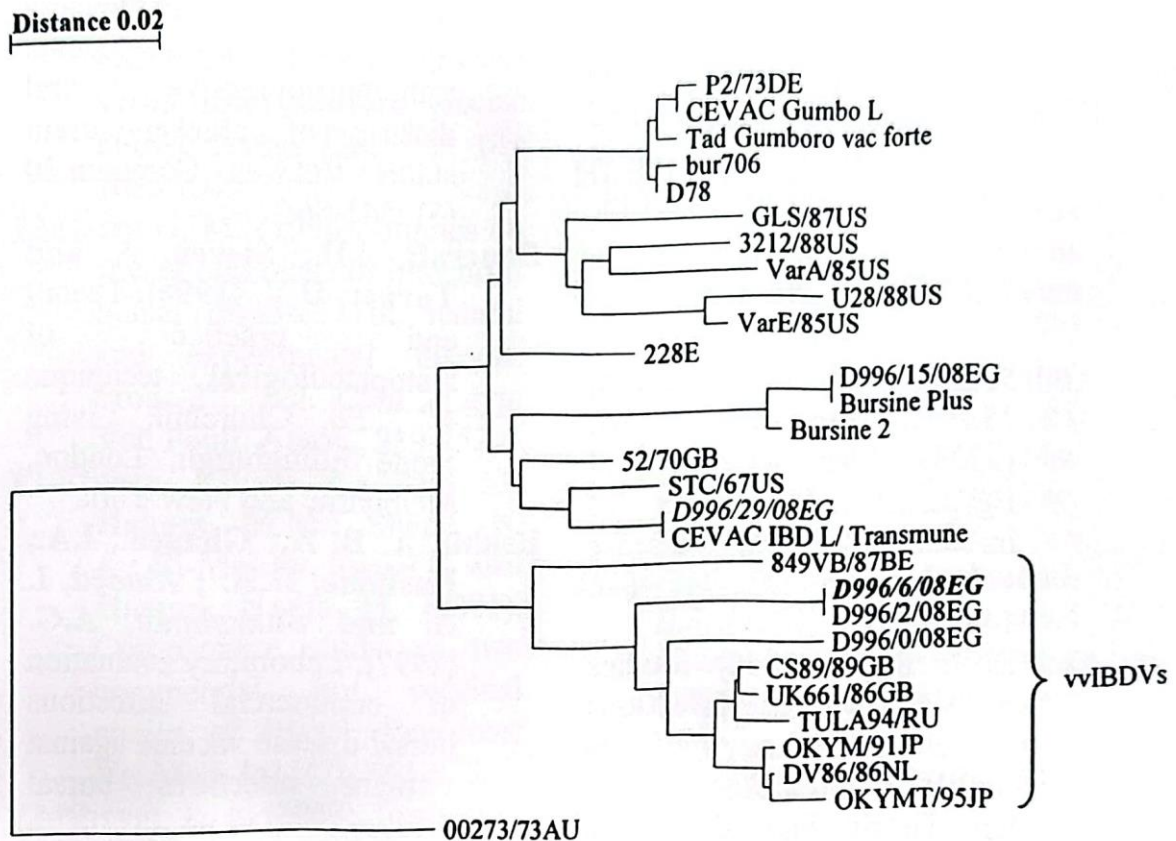 Distance 0.02
P2/73DE
CEVAC Gumbo L
Tad Gumboro vac forte
bur706
D78
GLS/87US
3212/88US
VarA/85US
U28/88US
VarE/85US
228E
D996/15/08EG
Bursine Plus
Bursine 2
52/70GB
STC/67US
D996/29/08EG
CEVAC IBD L/ Transmune
849VB/87BE
D996/6/08EG
D996/2/08EG
D996/0/08EG
CS89/89GB
UK661/86GB
vvIBDVs
TULA94/RU
OKYM/91JP
DV86/86NL
OKYMT/95JP
00273/73AU